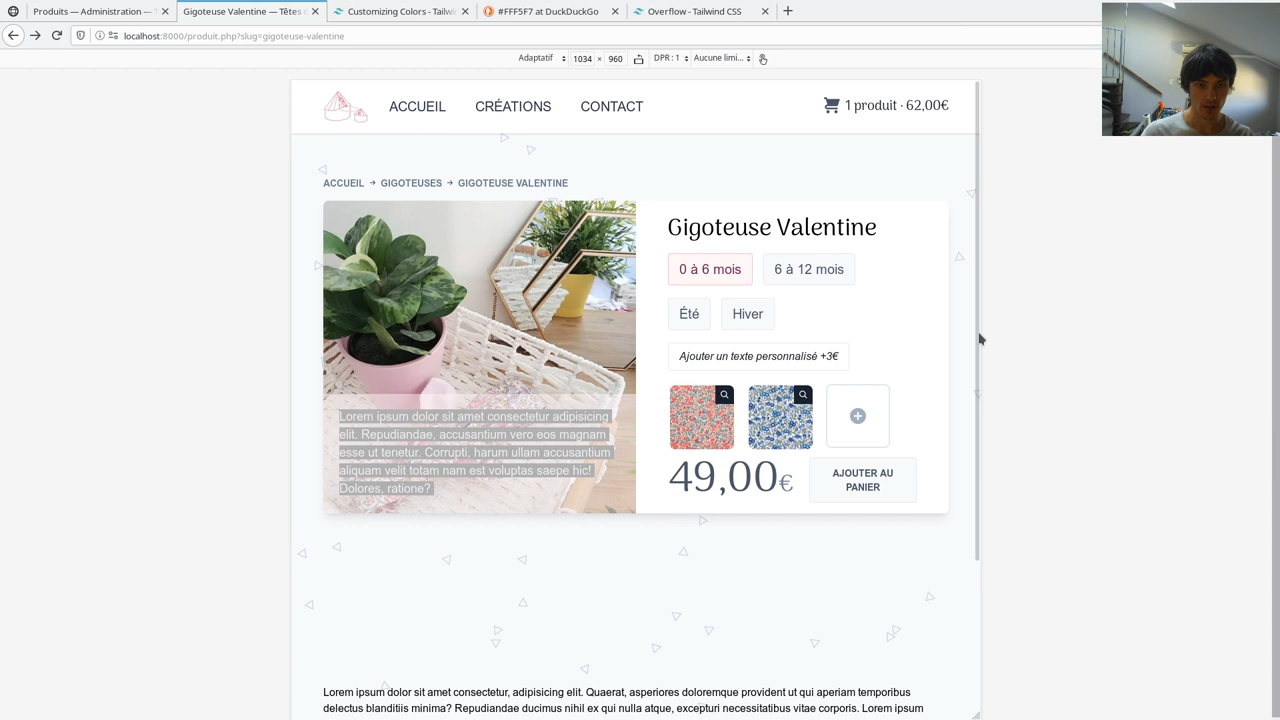 Produits — Administration —
Gigoteuse Valentine — Têtes
Customizing Colors - Tailwi
#FFF5F7 at DuckDuckGo
Overflow - Tailwind CSS
localhost:8000/produit.php?slug=gigoteuse-valentine
Adaptatif 1034 × 960 DPR : 1 Aucune limi...
ACCUEIL CRÉATIONS CONTACT
1 produit · 62,00€
ACCUEIL → GIGOTEUSES → GIGOTEUSE VALENTINE
Gigoteuse Valentine
0 à 6 mois 6 à 12 mois
Été Hiver
Ajouter un texte personnalisé +3€
Lorem ipsum dolor sit amet consectetur adipisicing
elit. Repudiandae, accusantium vero eos magnam
esse ut tenetur. Corrupti, harum ullam accusantium
aliquam velit totam nam est voluptas saepe hic!
Dolores, ratione?
49,00€
AJOUTER AU
PANIER
Lorem ipsum dolor sit amet consectetur, adipisicing elit. Quaerat, asperiores doloremque provident ut qui aperiam temporibus
delectus blanditiis minima? Repudiandae ducimus nihil ex qui nulla atque, excepturi necessitatibus vitae corporis. Lorem ipsum